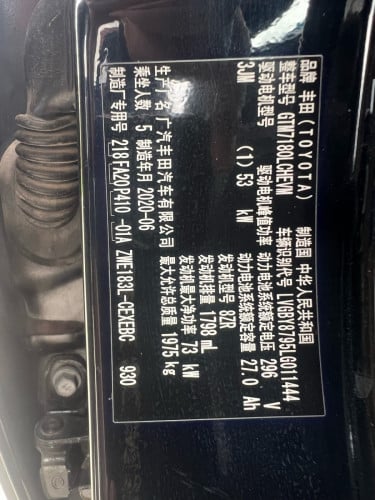 品牌 丰田(TOYOTA) 制造国 中华人民共和国
整车型号 GTM7180LCHEVM 车辆识别代号 LVGBV87E95LG011444
驱动电机型号 驱动电机峰值功率 动力电池系统额定电压 296 V
3JM (1) 53 kW 动力电池系统额定容量 27.0 Ah
发动机型号 8ZR
发动机排量 1798 mL
生产厂名 广汽丰田汽车有限公司 发动机最大净功率 73 kW
乘坐人数 5 制造年月 2020-06 最大允许总质量 1975 kg
制造厂专用号 218FA20P410-01A ZWE183L-GEXEBC 930